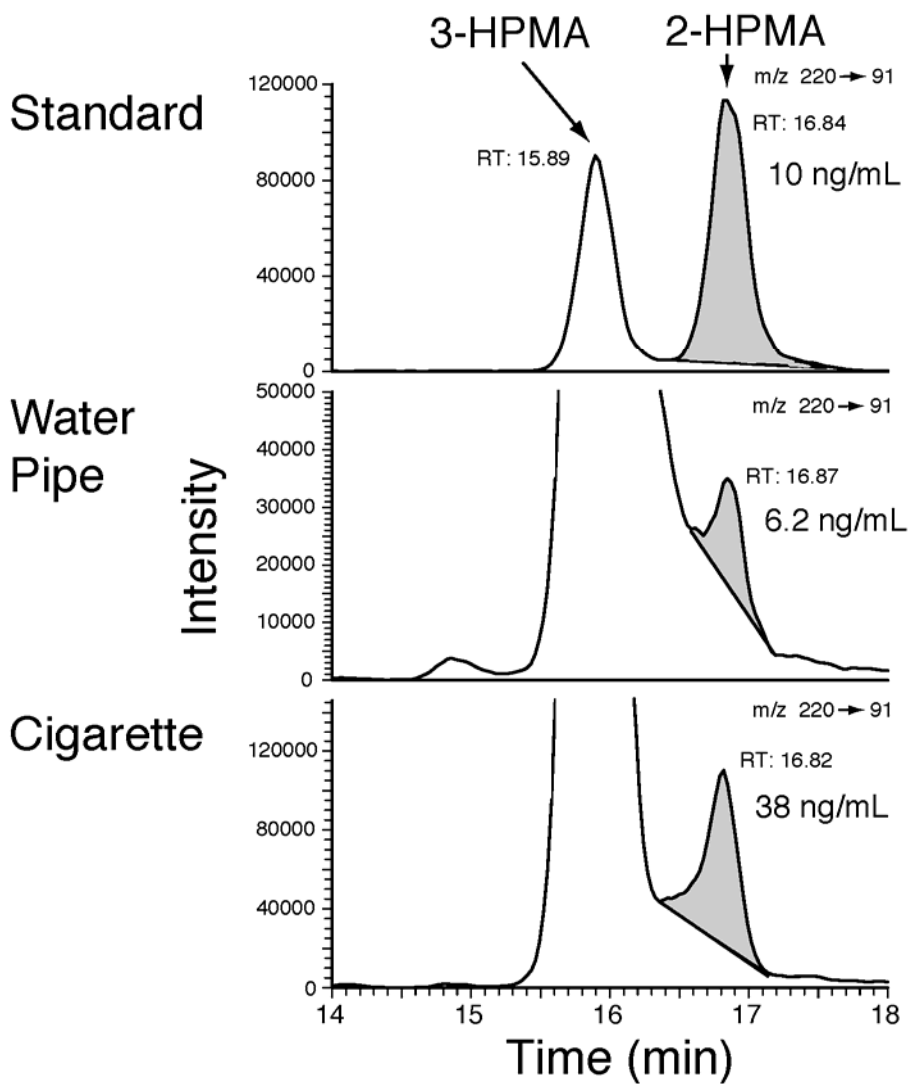 3-HPMA
2-HPMA
Standard
120000
80000
40000
0
m/z 220→91
RT: 15.89
RT: 16.84
10 ng/mL
Water
Pipe
Intensity
50000
40000
30000
20000
10000
0
m/z 220→91
RT: 16.87
6.2 ng/mL
Cigarette
120000
80000
40000
0
m/z 220→91
RT: 16.82
38 ng/mL
14 15 16 17 18
Time (min)